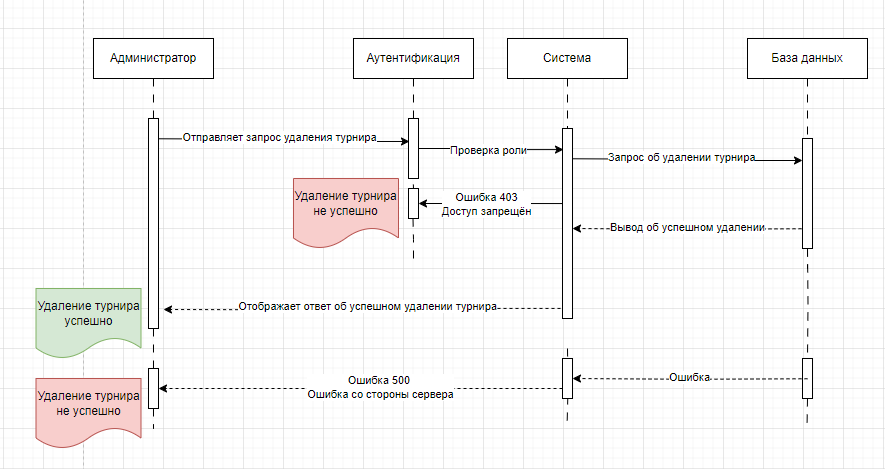 Администратор
Аутентификация
Система
База данных
Отправляет запрос удаления турнира
Проверка роли
Запрос об удалении турнира
Удаление турнира
не успешно
Ошибка 403
Доступ запрещён
Вывод об успешном удалении
Удаление турнира
успешно
Отображает ответ об успешном удалении турнира
Удаление турнира
не успешно
Ошибка 500
Ошибка со стороны сервера
Ошибка